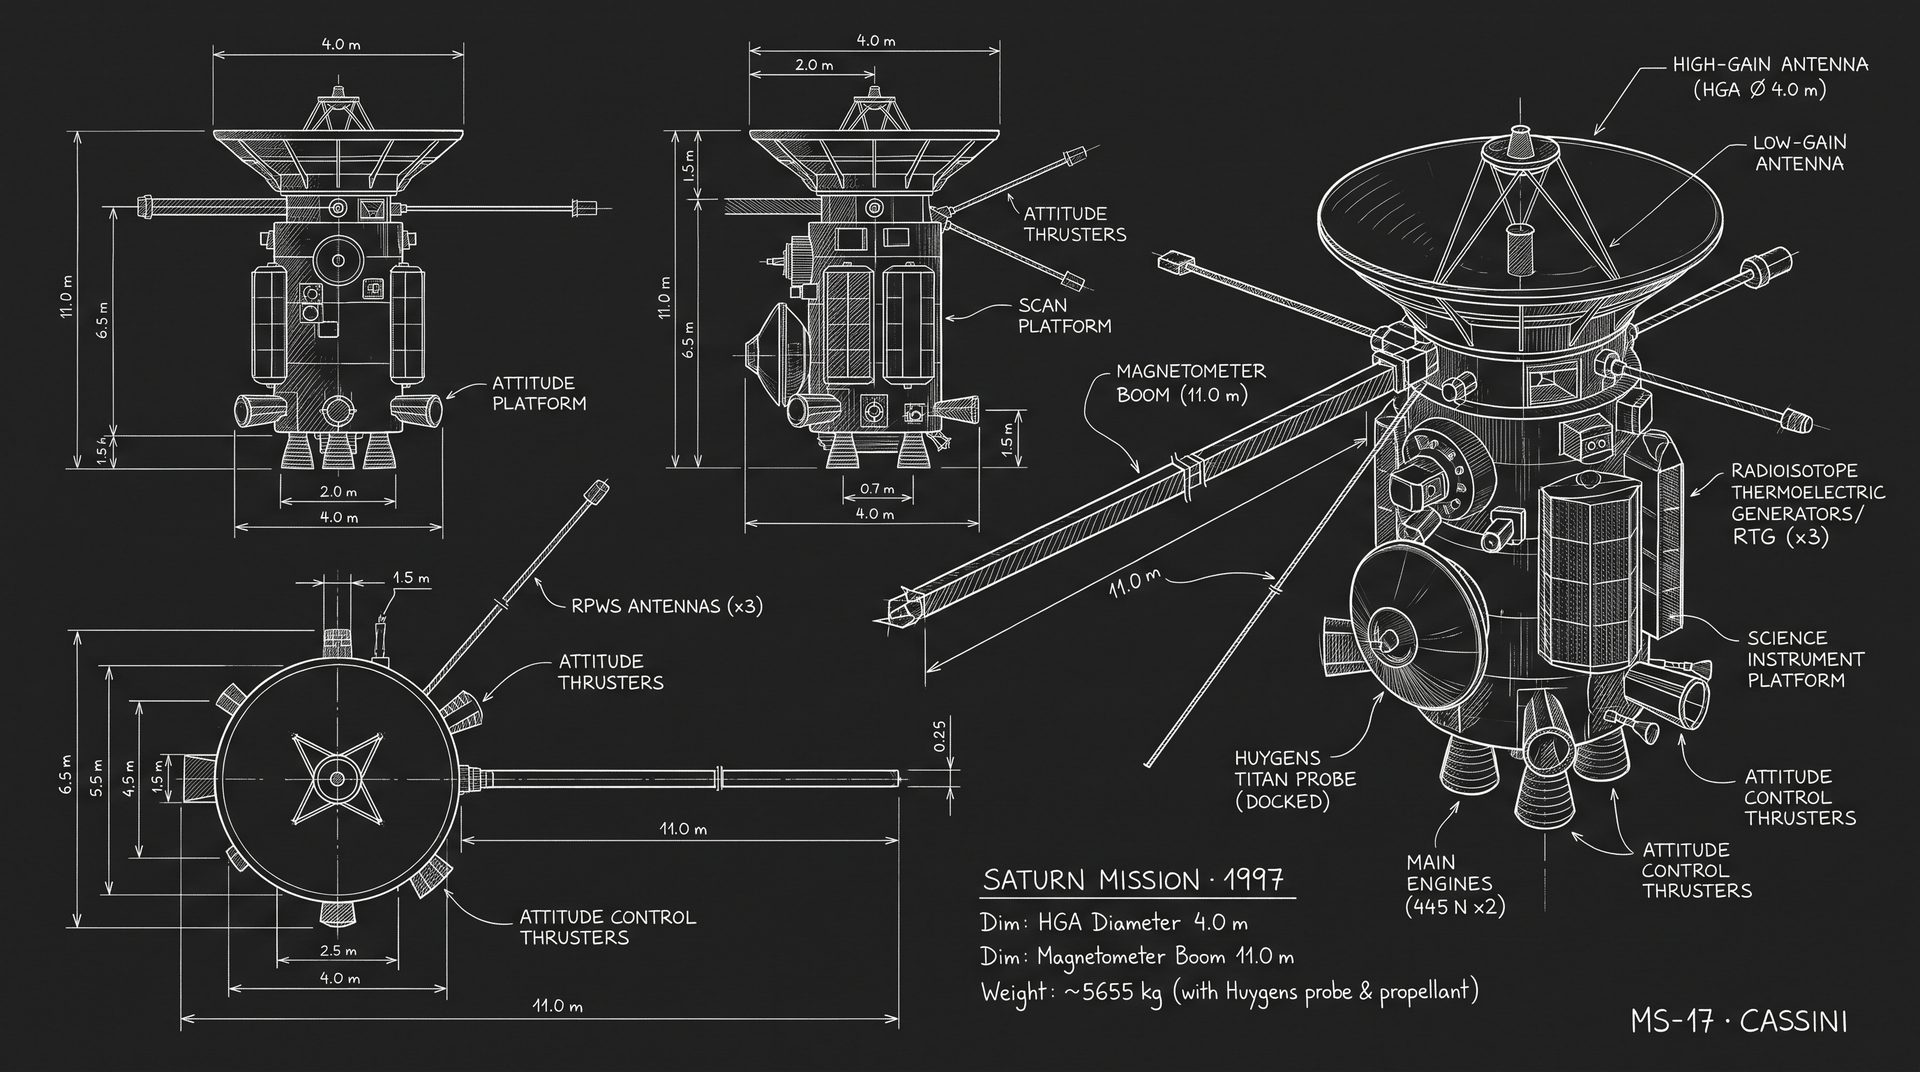 4.0 m
11.0 m
6.5 m
1.5 h
ATTITUDE
PLATFORM
2.0 m
4.0 m
4.0 m
2.0 m
1.5 m
11.0 m
6.5 m
ATTITUDE
THRUSTERS
SCAN
PLATFORM
1.5 m
0.7 m
4.0 m
HIGH-GAIN ANTENNA
(HGA Ø 4.0 m)
LOW-GAIN
ANTENNA
MAGNETOMETER
BOOM (11.0 m)
11.0 m
RADIOISOTOPE
THERMOELECTRIC
GENERATORS/
RTG (x3)
SCIENCE
INSTRUMENT
PLATFORM
HUYGENS
TITAN PROBE
(DOCKED)
MAIN
ENGINES
(445 N x2)
ATTITUDE
CONTROL
THRUSTERS
ATTITUDE
CONTROL
THRUSTERS
1.5 m
RPWS ANTENNAS (x3)
ATTITUDE
THRUSTERS
6.5 m
5.5 m
4.5 m
1.5 m
0.25
11.0 m
ATTITUDE CONTROL
THRUSTERS
2.5 m
4.0 m
11.0 m
SATURN MISSION · 1997
Dim: HGA Diameter 4.0 m
Dim: Magnetometer Boom 11.0 m
Weight: ~5655 kg (with Huygens probe & propellant)
MS-17 · CASSINI